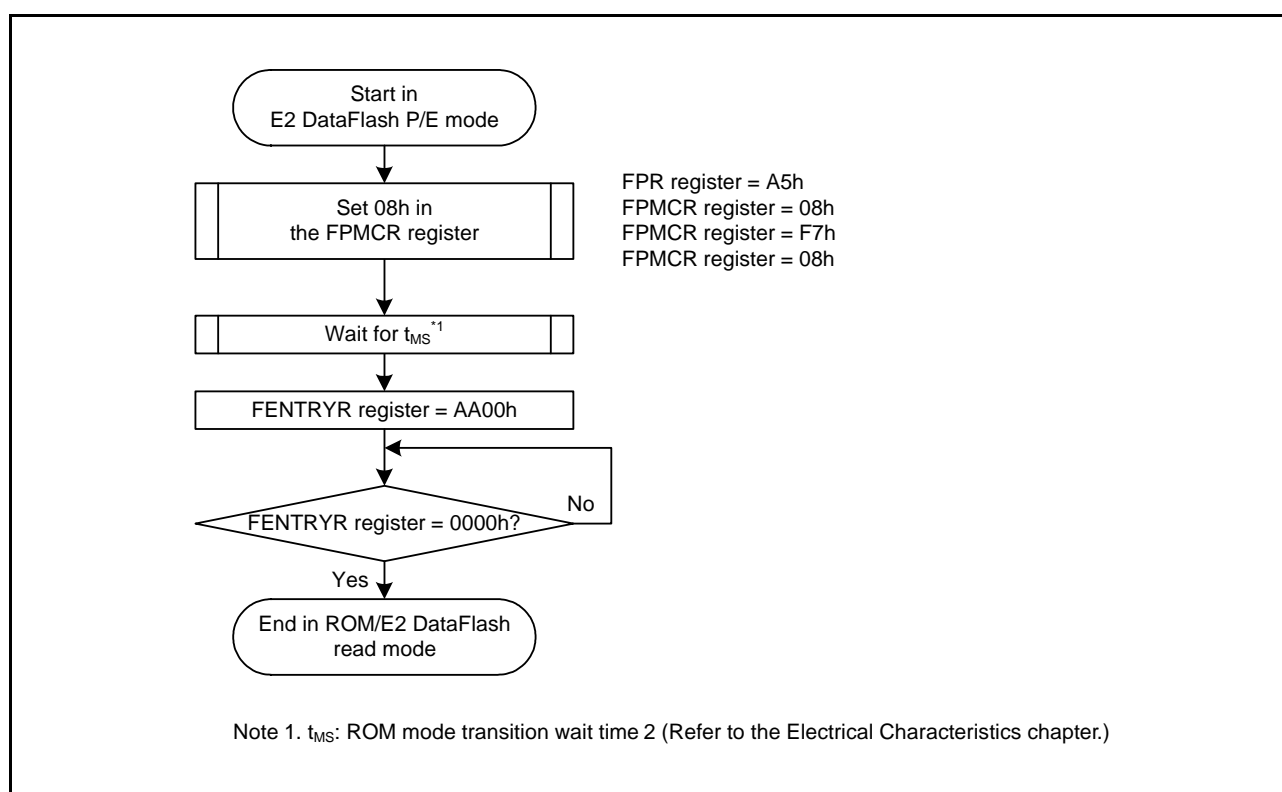 Start in
E2 DataFlash P/E mode
Set 08h in
the FPMCR register
FPR register = A5h
FPMCR register = 08h
FPMCR register = F7h
FPMCR register = 08h
Wait for tMS*1
FENTRYR register = AA00h
FENTRYR register = 0000h?
No
Yes
End in ROM/E2 DataFlash
read mode
Note 1. tMS: ROM mode transition wait time 2 (Refer to the Electrical Characteristics chapter.)